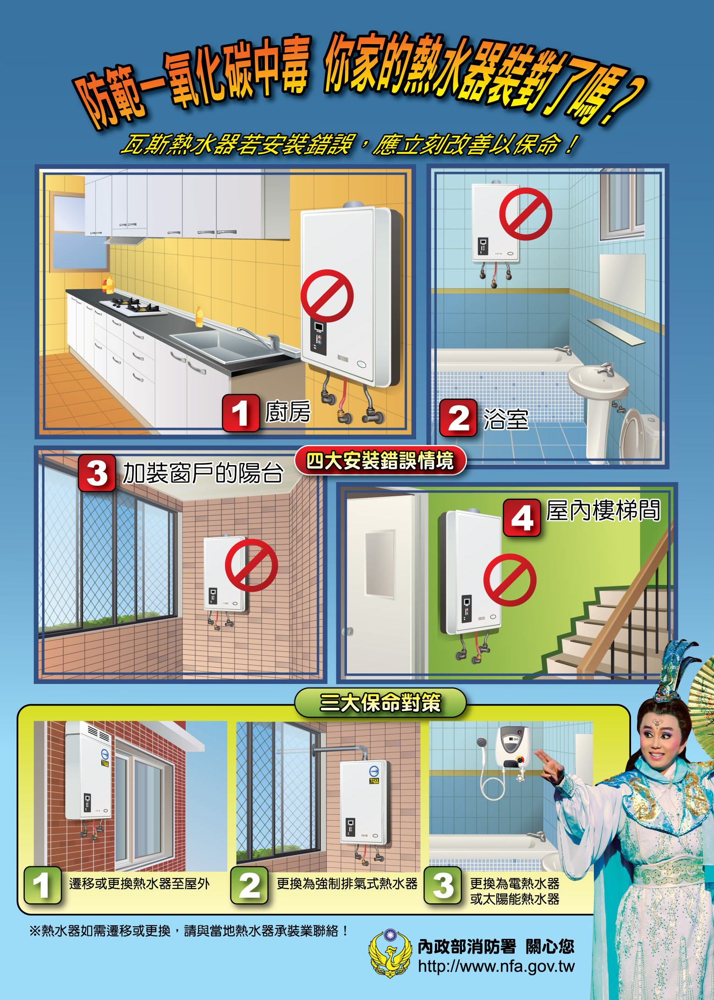 防範一氧化碳中毒 你家的熱水器裝對了嗎？
瓦斯熱水器若安裝錯誤，應立刻改善以保命！
1 廚房
2 浴室
四大安裝錯誤情境
3 加裝窗戶的陽台
4 屋內樓梯間
三大保命對策
TGAS
TGAS
1 遷移或更換熱水器至屋外
2 更換為強制排氣式熱水器
3 更換為電熱水器
或太陽能熱水器
※熱水器如需遷移或更換，請與當地熱水器承裝業聯絡！
內政部消防署 關心您
http://www.nfa.gov.tw